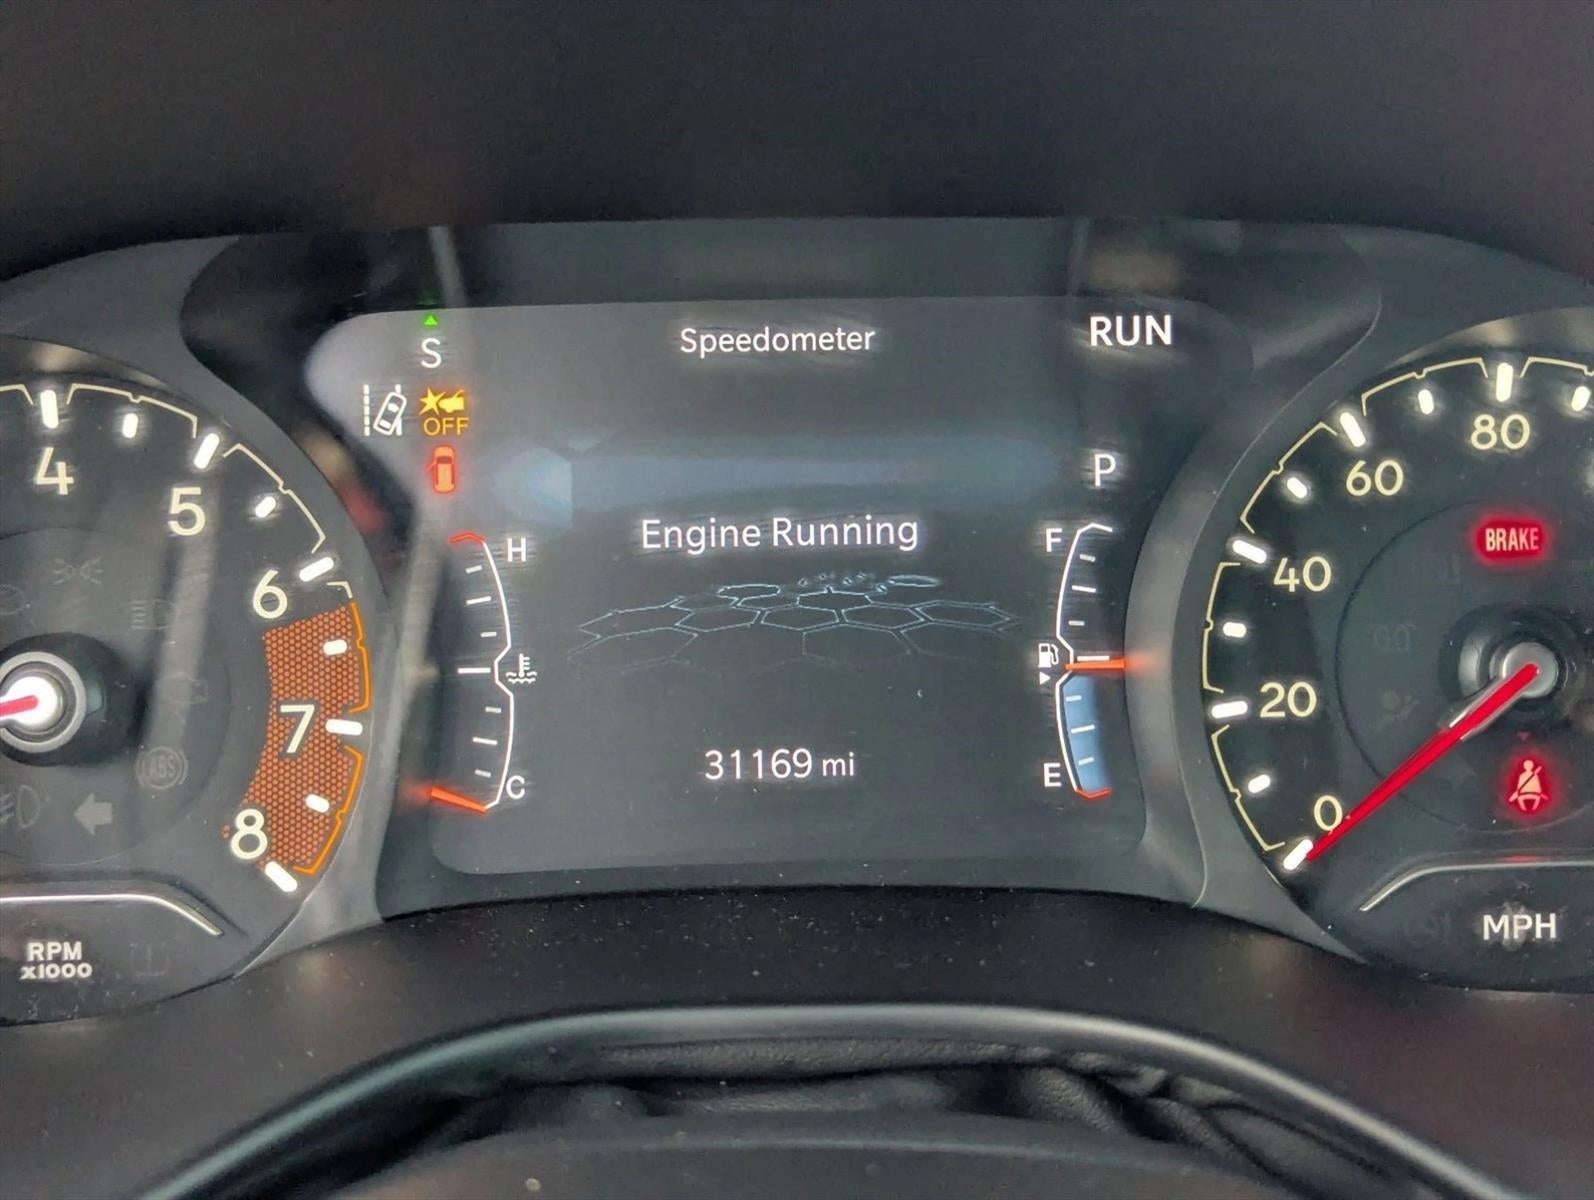 S
Speedometer
RUN
OFF
P
Engine Running
H
F
C
E
31169 mi
4
5
6
7
8
ABS
RPM
x1000
80
60
40
20
0
BRAKE
MPH